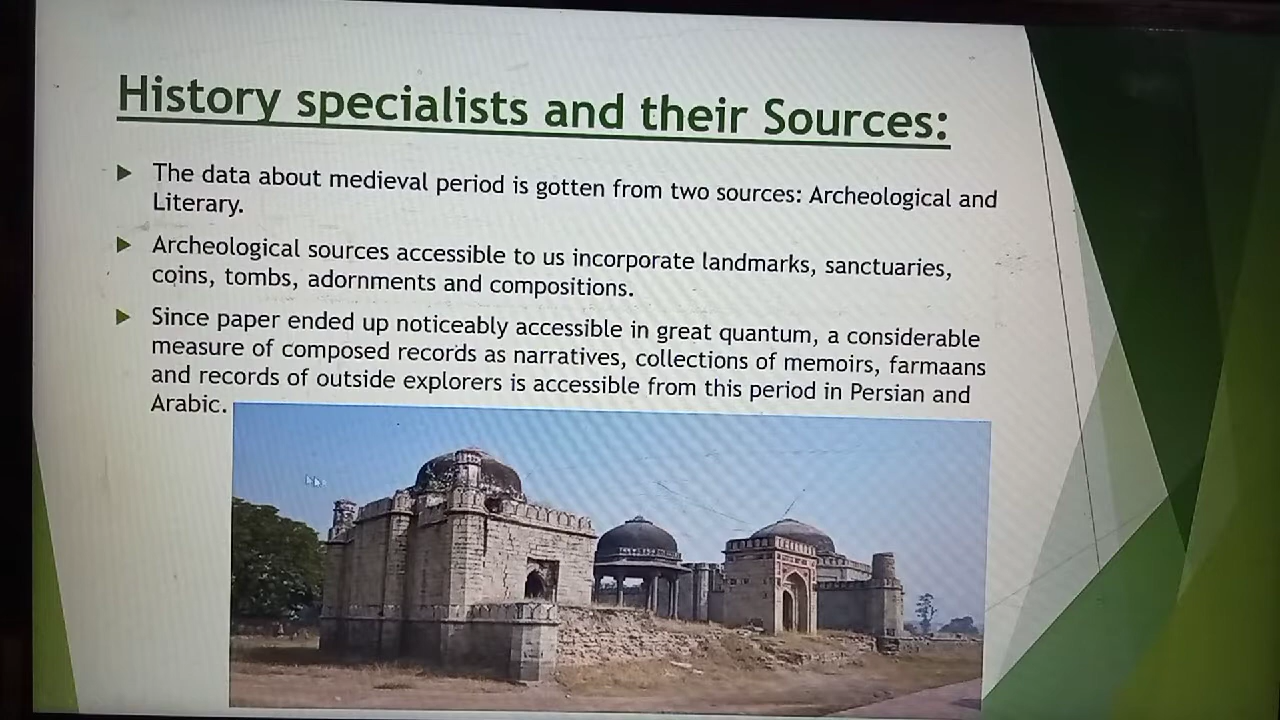 History specialists and their Sources:
The data about medieval period is gotten from two sources: Archeological and
Literary.
Archeological sources accessible to us incorporate landmarks, sanctuaries,
coins, tombs, adornments and compositions.
Since paper ended up noticeably accessible in great quantum, a considerable
measure of composed records as narratives, collections of memoirs, farmaans
and records of outside explorers is accessible from this period in Persian and
Arabic.